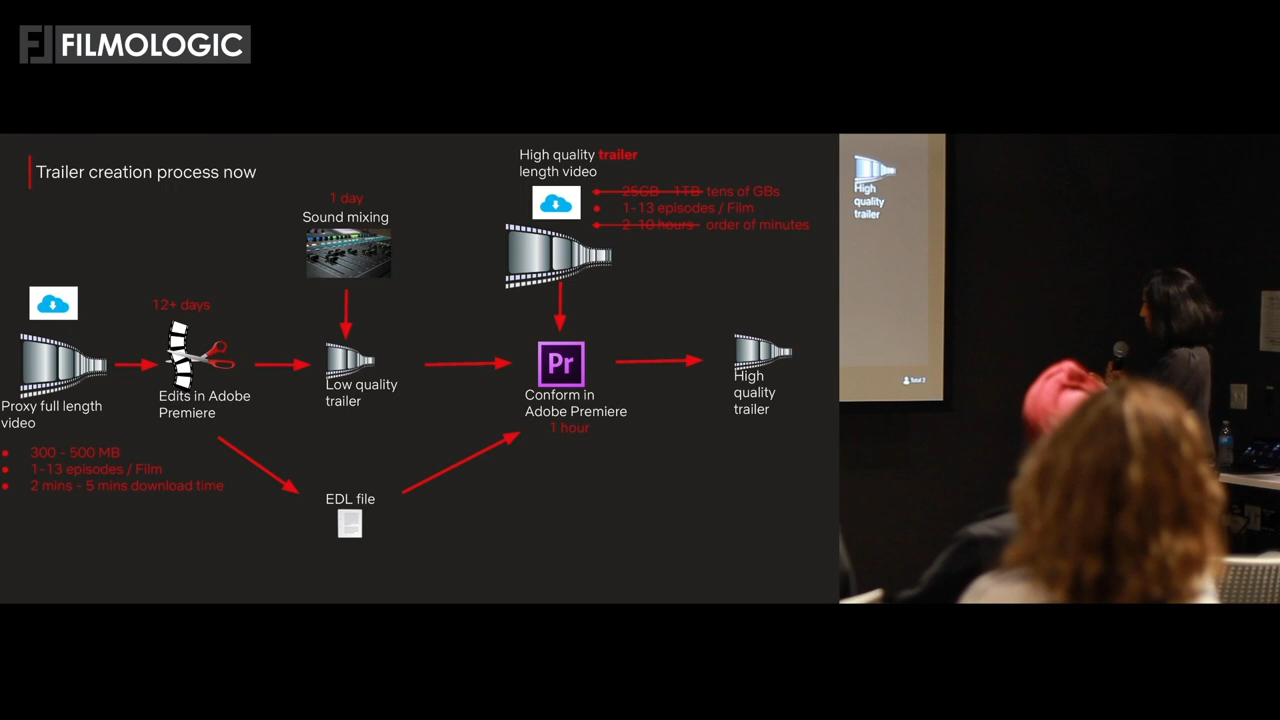 FILMOLOGIC
Trailer creation process now
High quality trailer
length video
25GB - 1TB tens of GBs
1-13 episodes / Film
2-10 hours order of minutes
1 day
Sound mixing
12+ days
Proxy full length
video
Edits in Adobe
Premiere
Low quality
trailer
Pr
Conform in
Adobe Premiere
1 hour
High
quality
trailer
300 - 500 MB
1-13 episodes / Film
2 mins - 5 mins download time
EDL file
High
quality
trailer
Total 2